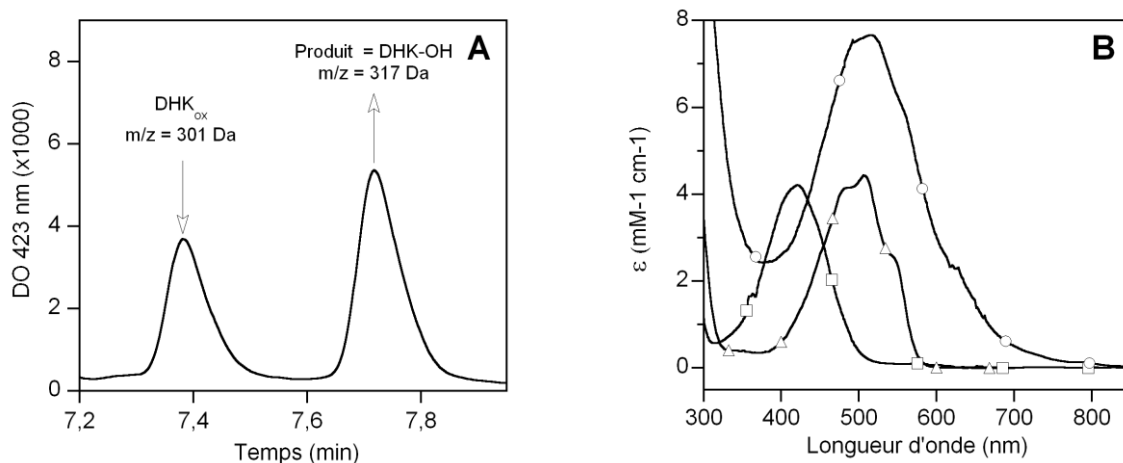 A
Produit = DHK-OH
m/z = 317 Da
DHK ox
m/z = 301 Da
8
6
4
2
0
DO 423 nm (x1000)
7,2
7,4
7,6
7,8
Temps (min)
B
8
6
4
2
0
ε (mM-1 cm-1)
300
400
500
600
700
800
Longueur d'onde (nm)